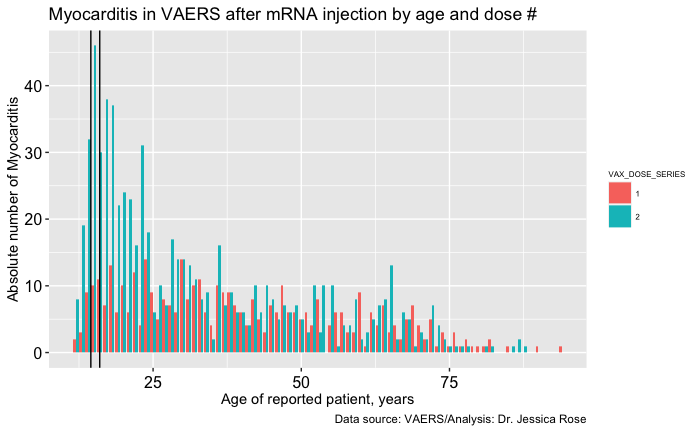 Myocarditis in VAERS after mRNA injection by age and dose #
Absolute number of Myocarditis
40
30
20
10
0
25
50
75
Age of reported patient, years
VAX_DOSE_SERIES
1
2
Data source: VAERS/Analysis: Dr. Jessica Rose